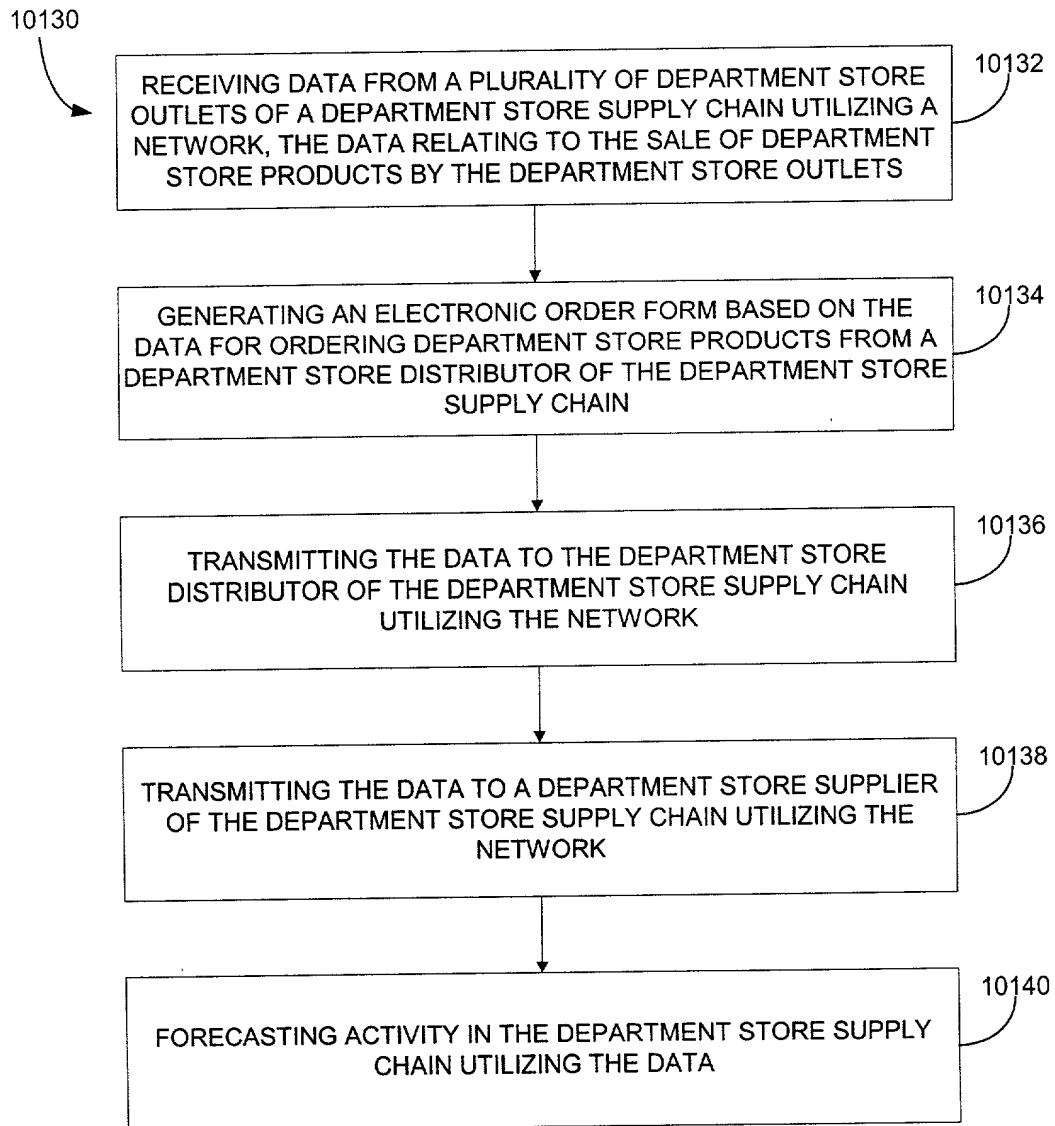 10130
10132
RECEIVING DATA FROM A PLURALITY OF DEPARTMENT STORE
OUTLETS OF A DEPARTMENT STORE SUPPLY CHAIN UTILIZING A
NETWORK, THE DATA RELATING TO THE SALE OF DEPARTMENT
STORE PRODUCTS BY THE DEPARTMENT STORE OUTLETS
10134
GENERATING AN ELECTRONIC ORDER FORM BASED ON THE
DATA FOR ORDERING DEPARTMENT STORE PRODUCTS FROM A
DEPARTMENT STORE DISTRIBUTOR OF THE DEPARTMENT STORE
SUPPLY CHAIN
10136
TRANSMITTING THE DATA TO THE DEPARTMENT STORE
DISTRIBUTOR OF THE DEPARTMENT STORE SUPPLY CHAIN
UTILIZING THE NETWORK
10138
TRANSMITTING THE DATA TO A DEPARTMENT STORE SUPPLIER
OF THE DEPARTMENT STORE SUPPLY CHAIN UTILIZING THE
NETWORK
10140
FORECASTING ACTIVITY IN THE DEPARTMENT STORE SUPPLY
CHAIN UTILIZING THE DATA